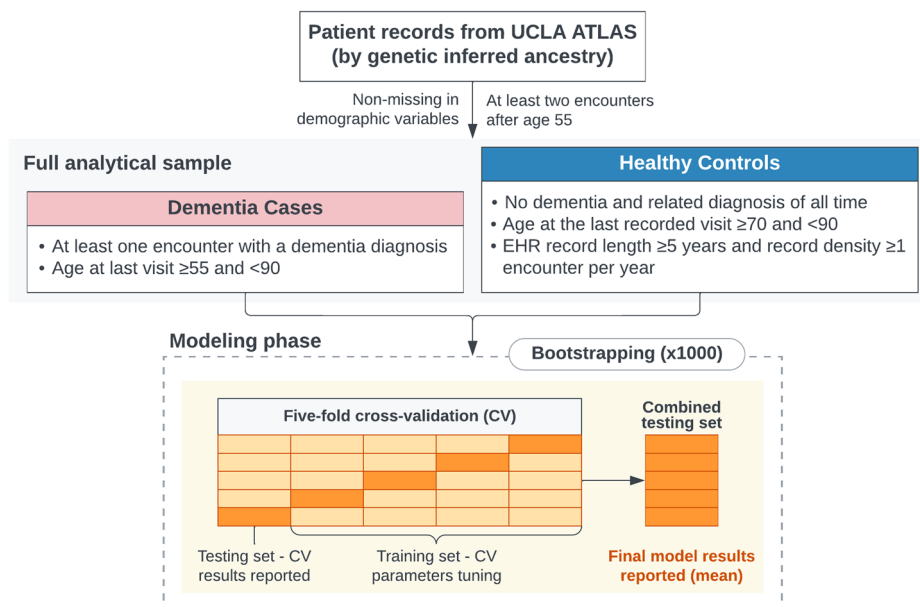 Patient records from UCLA ATLAS
(by genetic inferred ancestry)
Non-missing in
demographic variables
At least two encounters
after age 55
Full analytical sample
Dementia Cases
• At least one encounter with a dementia diagnosis
• Age at last visit ≥55 and <90
Healthy Controls
• No dementia and related diagnosis of all time
• Age at the last recorded visit ≥70 and <90
• EHR record length ≥5 years and record density ≥1
encounter per year
Modeling phase
Bootstrapping (x1000)
Five-fold cross-validation (CV)
Combined
testing set
Testing set - CV
results reported
Training set - CV
parameters tuning
Final model results
reported (mean)